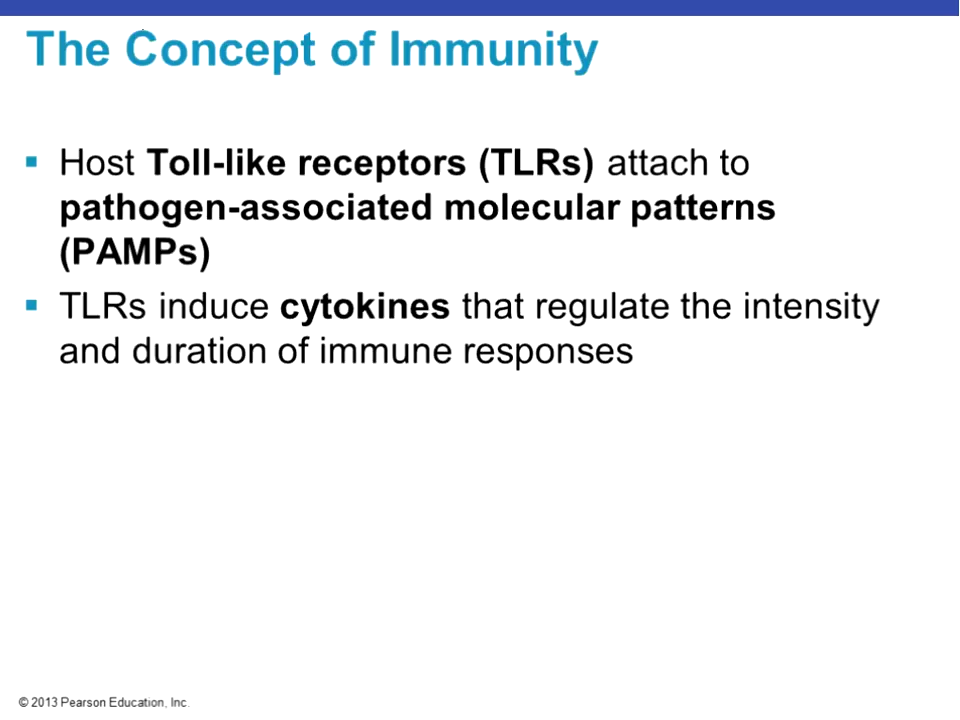 The Concept of Immunity
▪ Host Toll-like receptors (TLRs) attach to
pathogen-associated molecular patterns
(PAMPs)
▪ TLRs induce cytokines that regulate the intensity
and duration of immune responses
© 2013 Pearson Education, Inc.